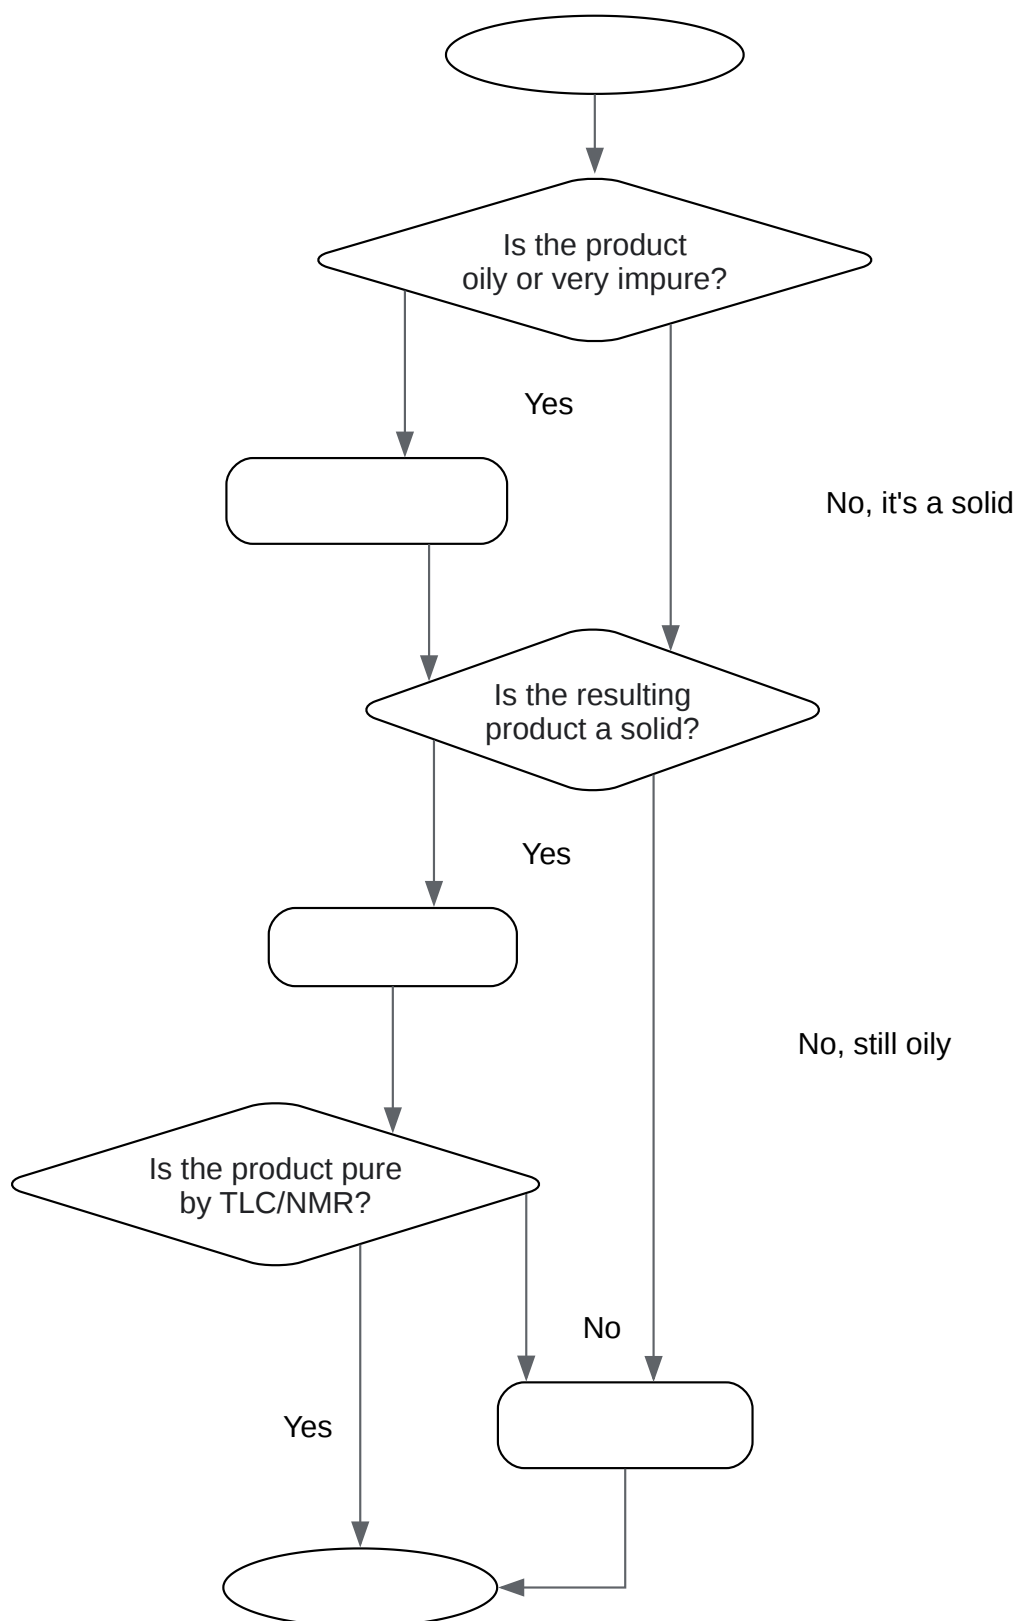 Is the product
oily or very impure?
Yes
No, it's a solid
Is the resulting
product a solid?
Yes
No, still oily
Is the product pure
by TLC/NMR?
No
Yes